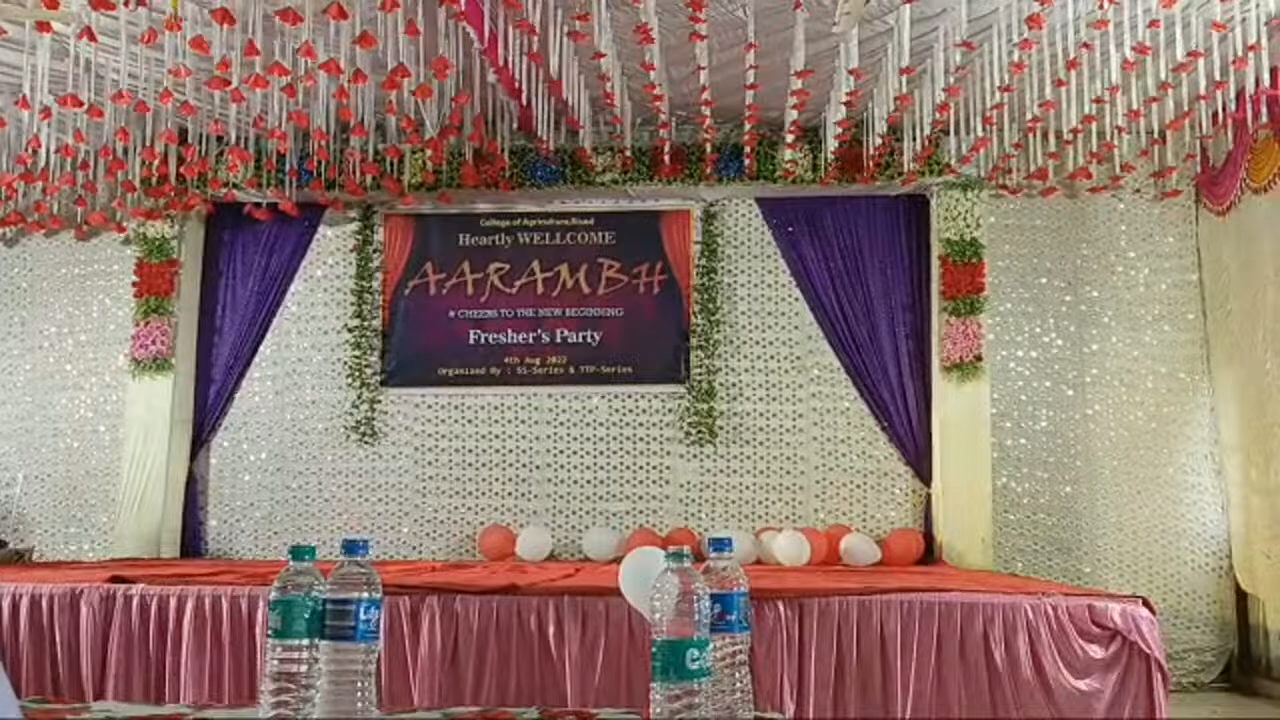 College of Agriculture,
Heartly WELLCOME
AARAMBH
# CHEERS TO THE NEW BEGINNING
Fresher's Party
4th Aug 2022
Organized By : SS-Series & TTP-Series